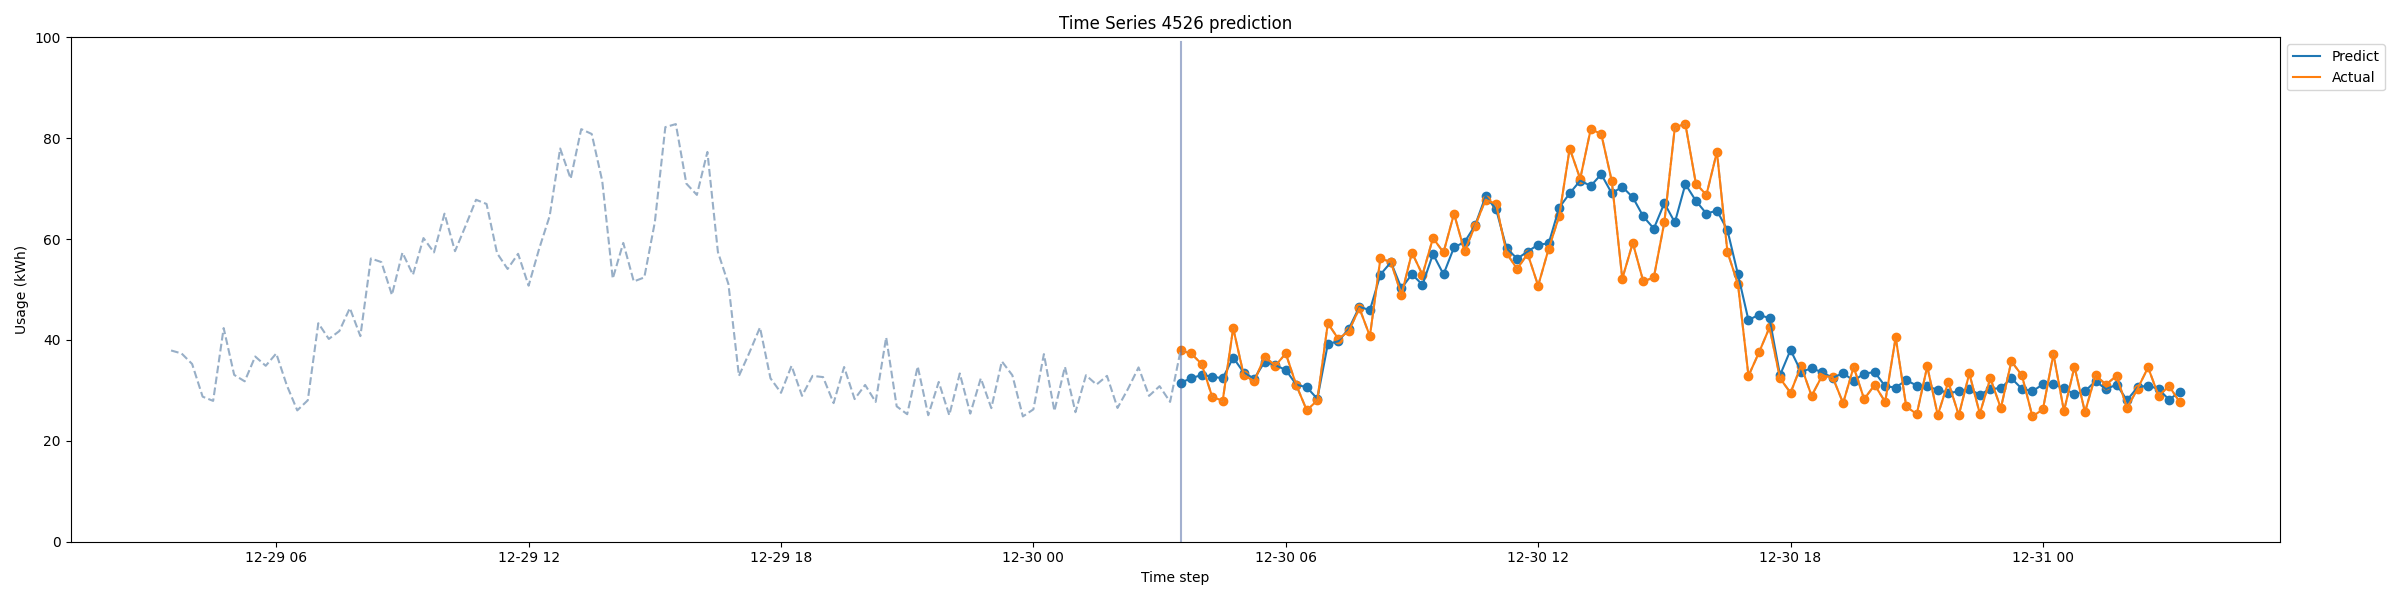 Time Series 4526 prediction
Predict
Actual
Usage (kWh)
100
80
60
40
20
0
12-29 06
12-29 12
12-29 18
12-30 00
12-30 06
12-30 12
12-30 18
12-31 00
Time step